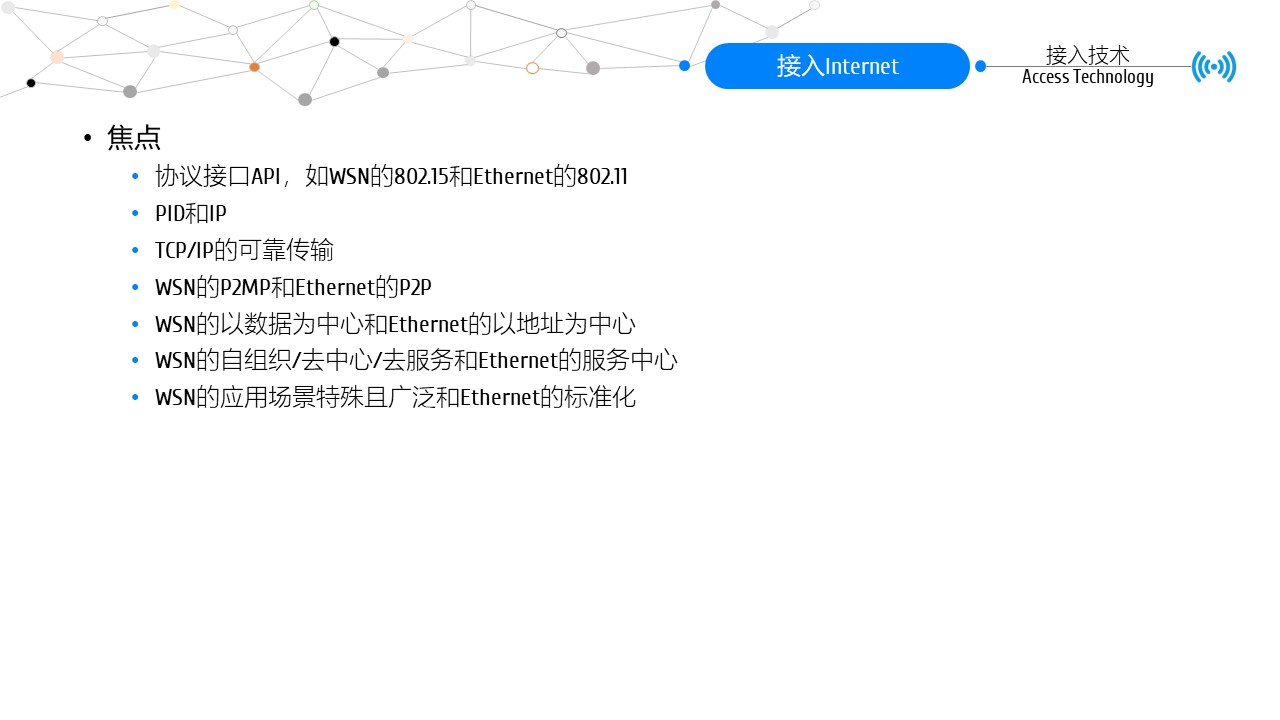 接入Internet
接入技术
Access Technology
• 焦点
• 协议接口API，如WSN的802.15和Ethernet的802.11
• PID和IP
• TCP/IP的可靠传输
• WSN的P2MP和Ethernet的P2P
• WSN的以数据为中心和Ethernet的以地址为中心
• WSN的自组织/去中心/去服务和Ethernet的服务中心
• WSN的应用场景特殊且广泛和Ethernet的标准化